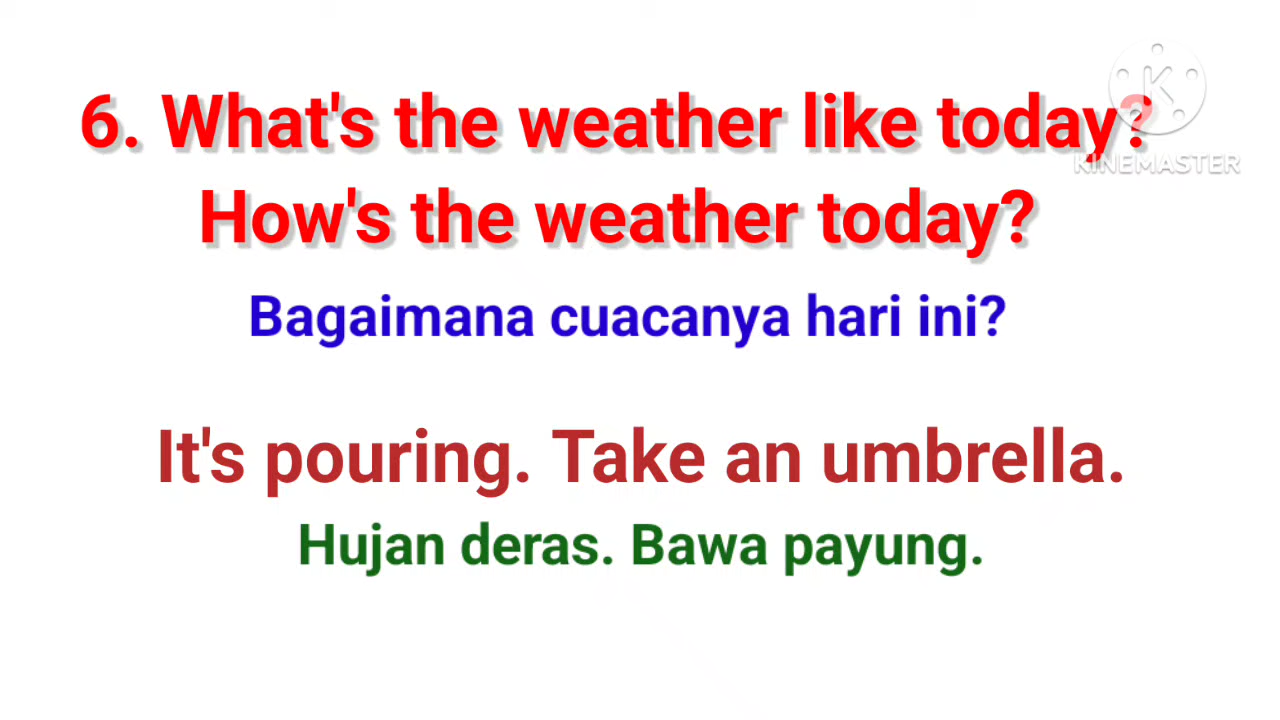 6. What's the weather like today?
KINEMASTER
How's the weather today?
Bagaimana cuacanya hari ini?
It's pouring. Take an umbrella.
Hujan deras. Bawa payung.